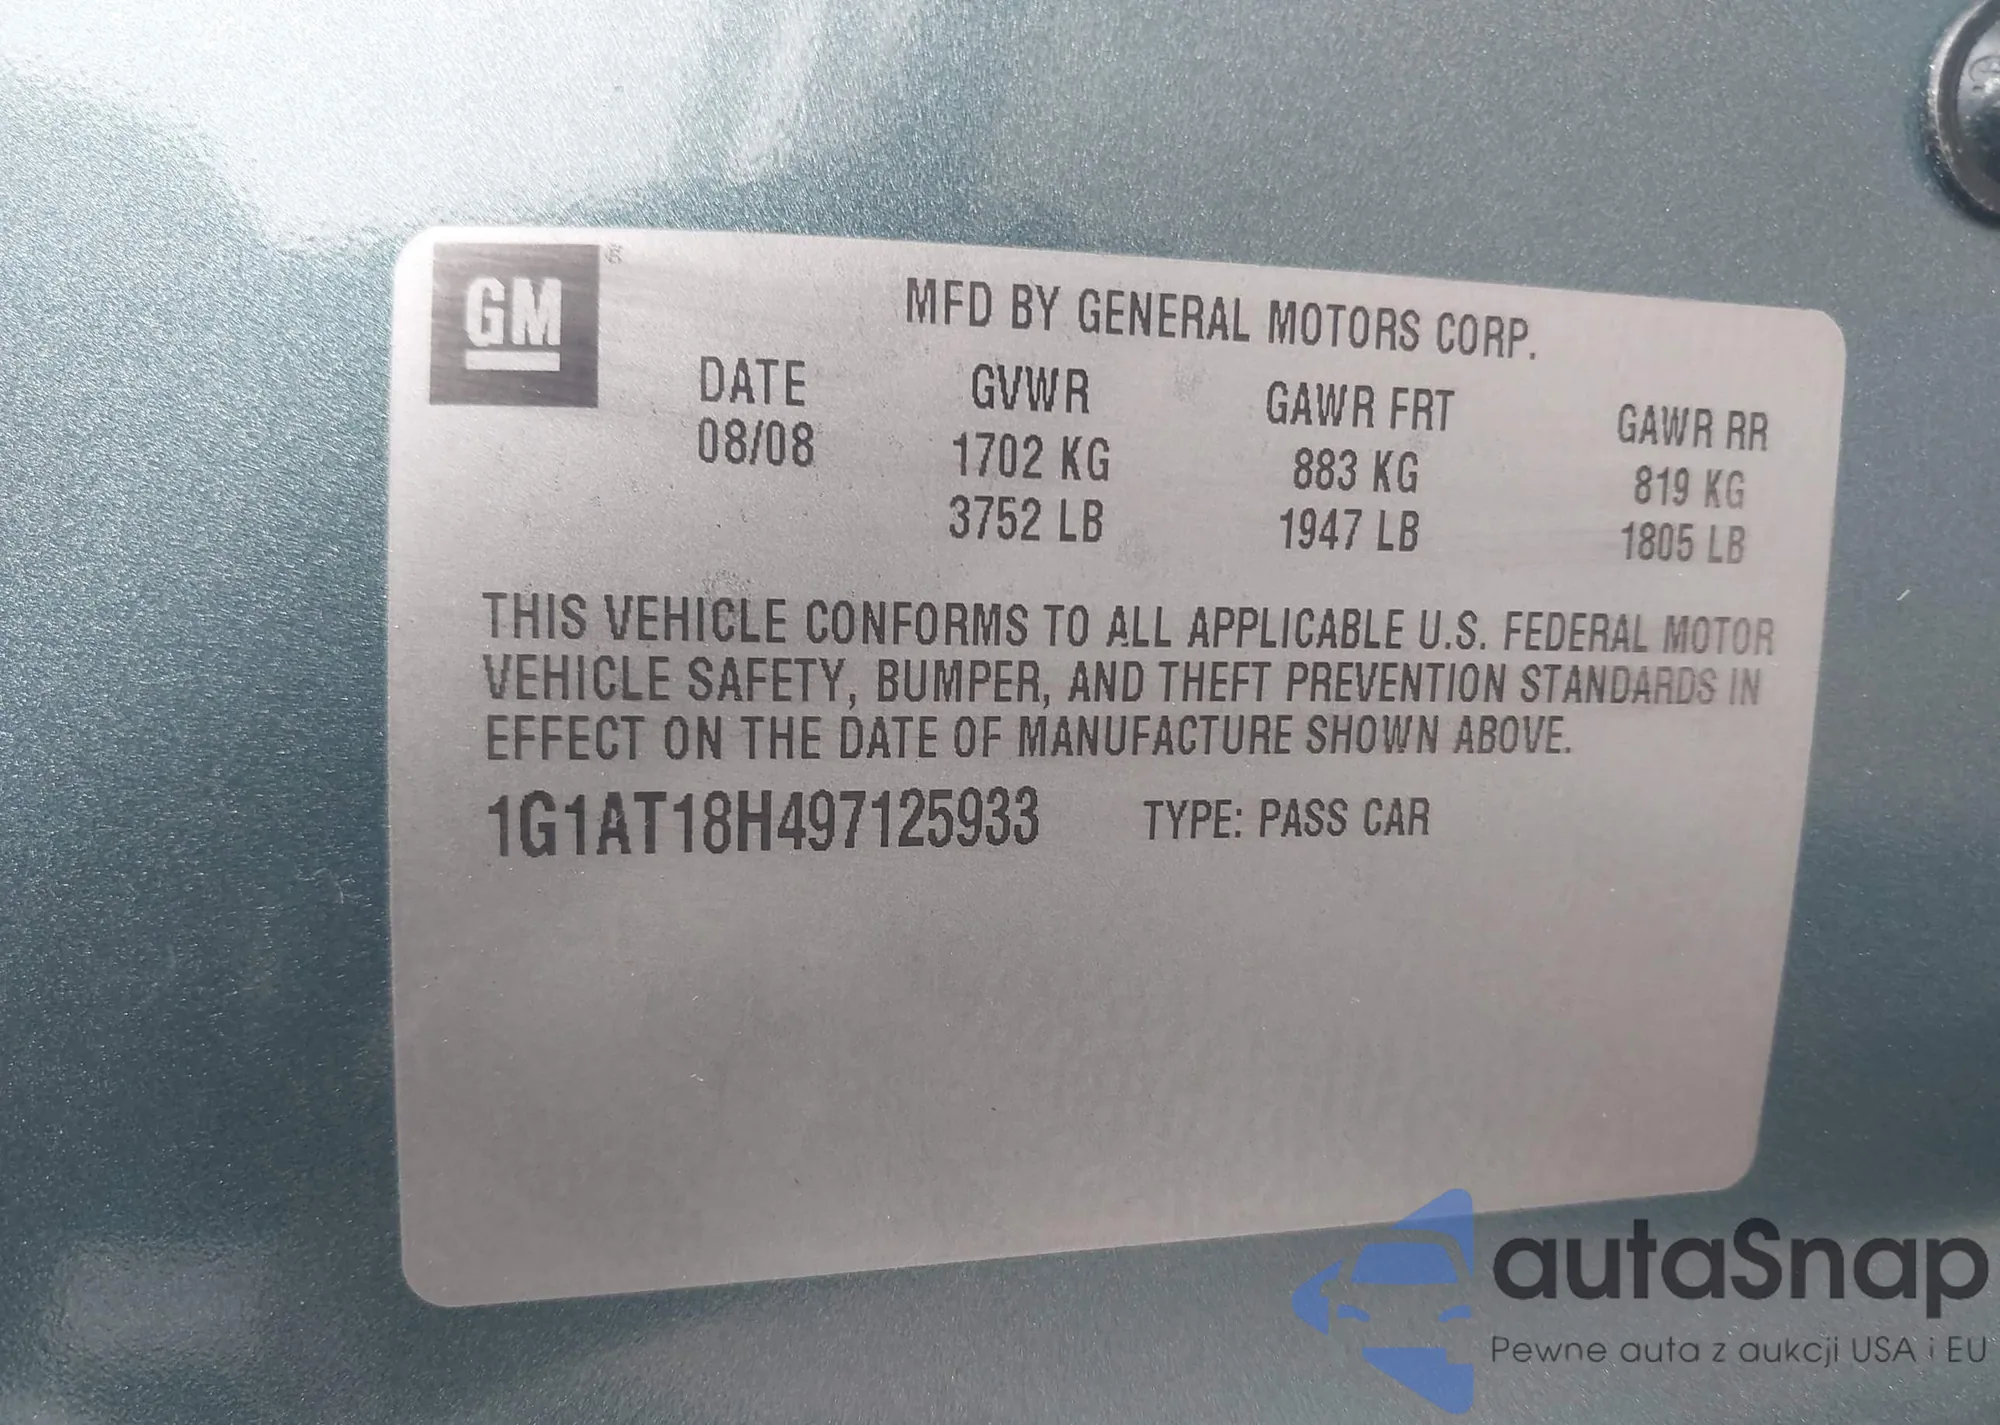 GM
MFD BY GENERAL MOTORS CORP.
DATE GVWR GAWR FRT GAWR RR
08/08 1702 KG 883 KG 819 KG
3752 LB 1947 LB 1805 LB
THIS VEHICLE CONFORMS TO ALL APPLICABLE U.S. FEDERAL MOTOR
VEHICLE SAFETY, BUMPER, AND THEFT PREVENTION STANDARDS IN
EFFECT ON THE DATE OF MANUFACTURE SHOWN ABOVE.
1G1AT18H497125933 TYPE: PASS CAR
autaSnap
Pewne auta z aukcji USA i EU